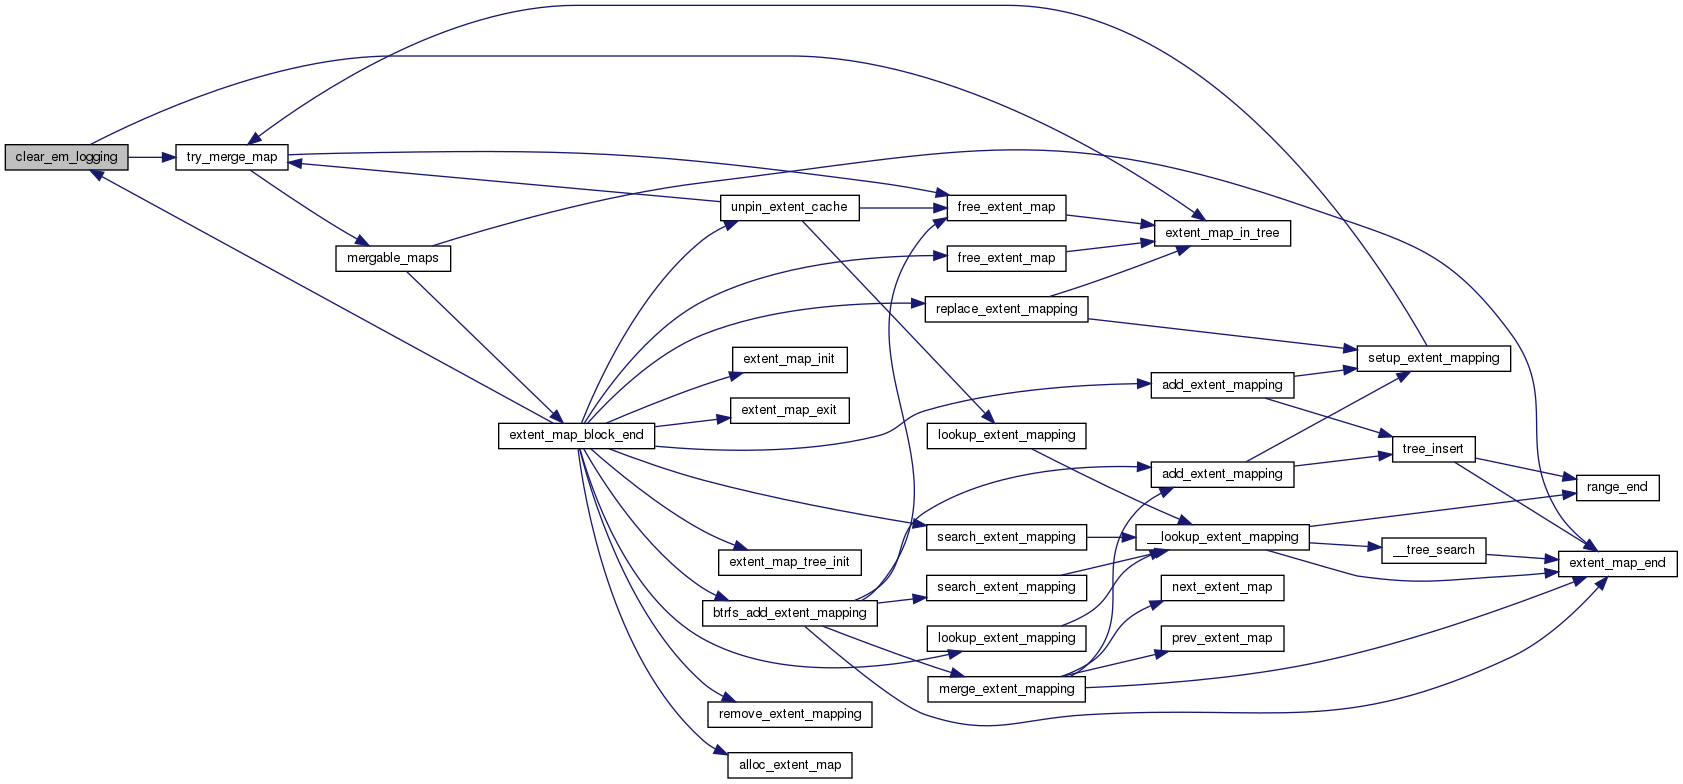 clear_em_logging
try_merge_map
mergable_maps
extent_map_block_end
unpin_extent_cache
extent_map_init
extent_map_exit
extent_map_tree_init
btrfs_add_extent_mapping
remove_extent_mapping
alloc_extent_map
free_extent_map
free_extent_map
replace_extent_mapping
lookup_extent_mapping
search_extent_mapping
search_extent_mapping
lookup_extent_mapping
merge_extent_mapping
extent_map_in_tree
add_extent_mapping
add_extent_mapping
__lookup_extent_mapping
next_extent_map
prev_extent_map
setup_extent_mapping
tree_insert
__tree_search
range_end
extent_map_end